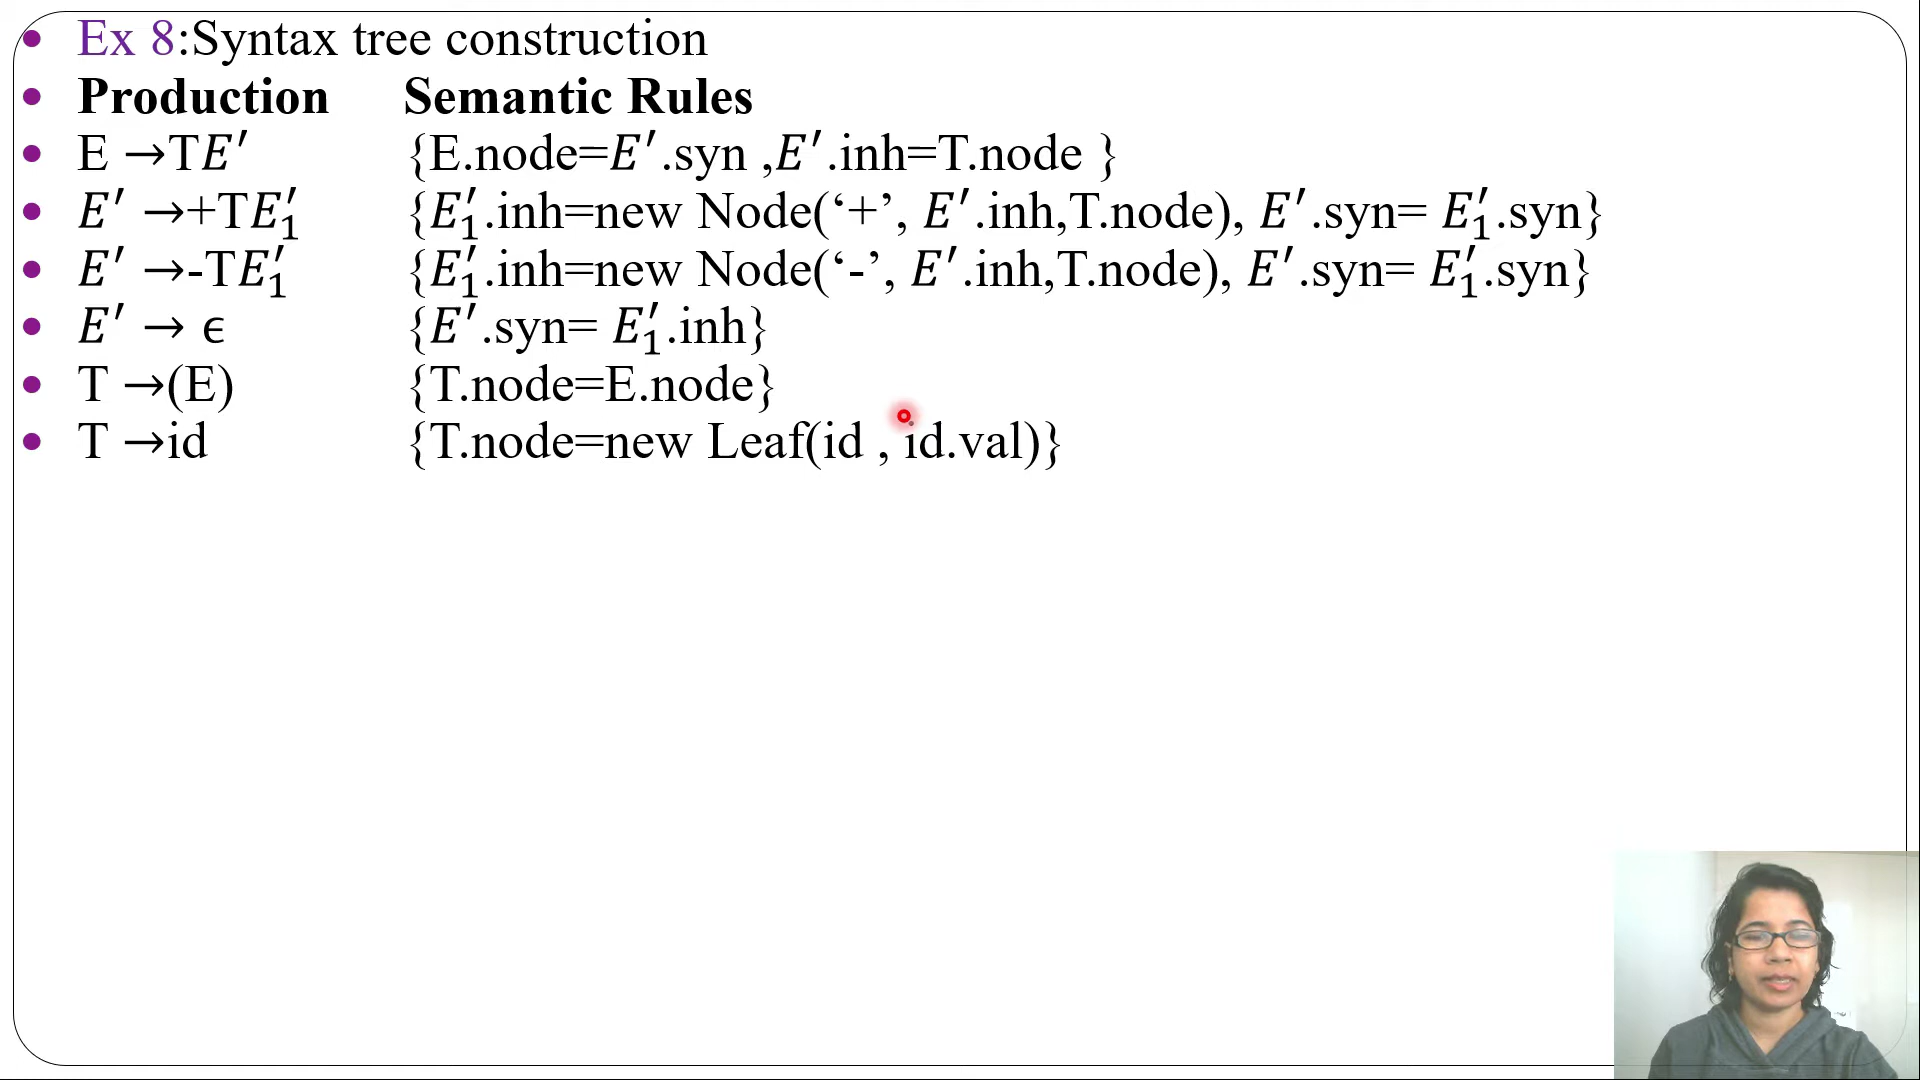 Ex 8:Syntax tree construction
Production Semantic Rules
E →TE′ {E.node=E′.syn ,E′.inh=T.node }
E′ →+TE′₁ {E′₁.inh=new Node(‘+’, E′.inh,T.node), E′.syn= E′₁.syn}
E′ →-TE′₁ {E′₁.inh=new Node(‘-’, E′.inh,T.node), E′.syn= E′₁.syn}
E′ → ϵ {E′.syn= E′₁.inh}
T →(E) {T.node=E.node}
T →id {T.node=new Leaf(id , id.val)}